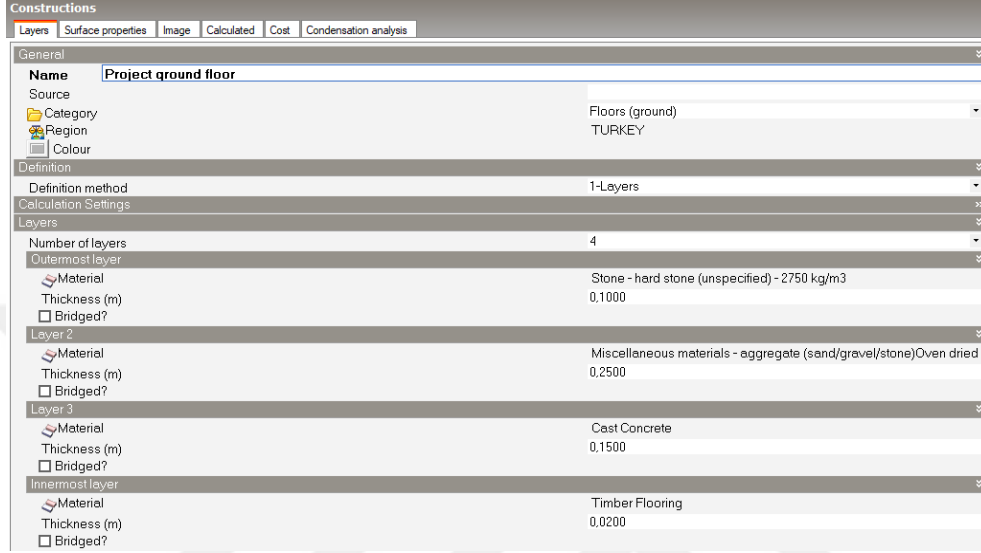 Constructions
Layers Surface properties Image Calculated Cost Condensation analysis
General
Name Project ground floor
Source
Category Floors (ground)
Region TURKEY
Colour
Definition
Definition method 1-Layers
Calculation Settings
Layers
Number of layers 4
Outermost layer
Material Stone - hard stone (unspecified) - 2750 kg/m3
Thickness (m) 0,1000
Bridged?
Layer 2
Material Miscellaneous materials - aggregate (sand/gravel/stone)Oven dried
Thickness (m) 0,2500
Bridged?
Layer 3
Material Cast Concrete
Thickness (m) 0,1500
Bridged?
Innermost layer
Material Timber Flooring
Thickness (m) 0,0200
Bridged?